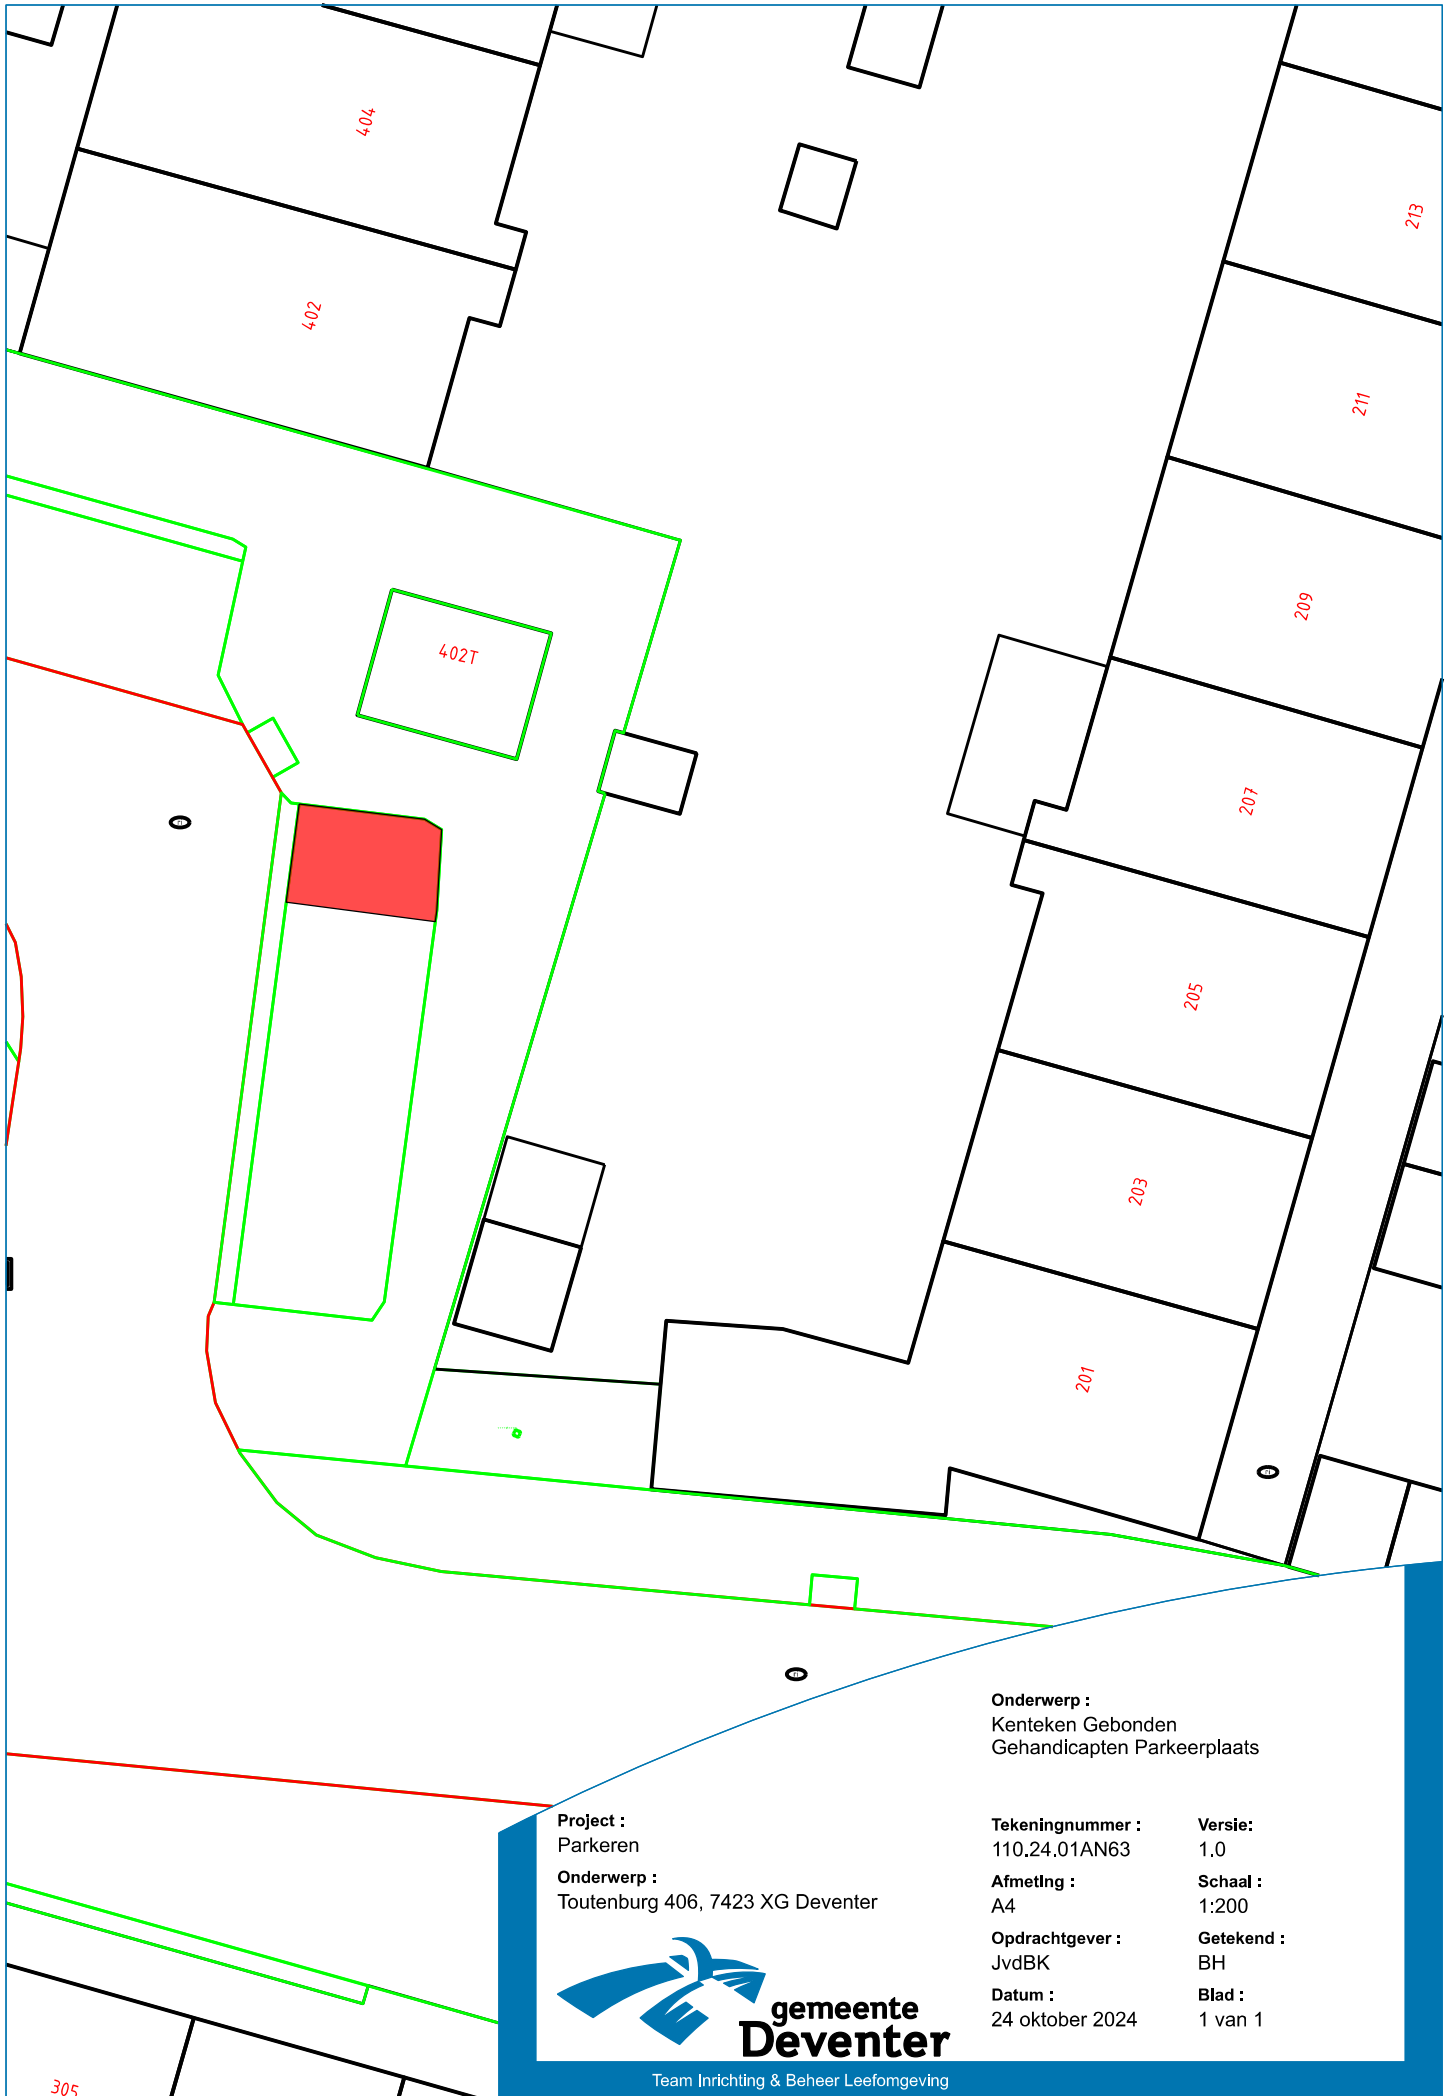 404
402
213
211
209
402T
207
205
203
201
305
Onderwerp :
Kenteken Gebonden
Gehandicapten Parkeerplaats
Project :
Parkeren
Onderwerp :
Toutenburg 406, 7423 XG Deventer
Tekeningnummer :
110.24.01AN63
Versie:
1.0
Afmeting :
A4
Schaal :
1:200
Opdrachtgever :
JvdBK
Getekend :
BH
Datum :
24 oktober 2024
Blad :
1 van 1
gemeente
Deventer
Team Inrichting & Beheer Leefomgeving